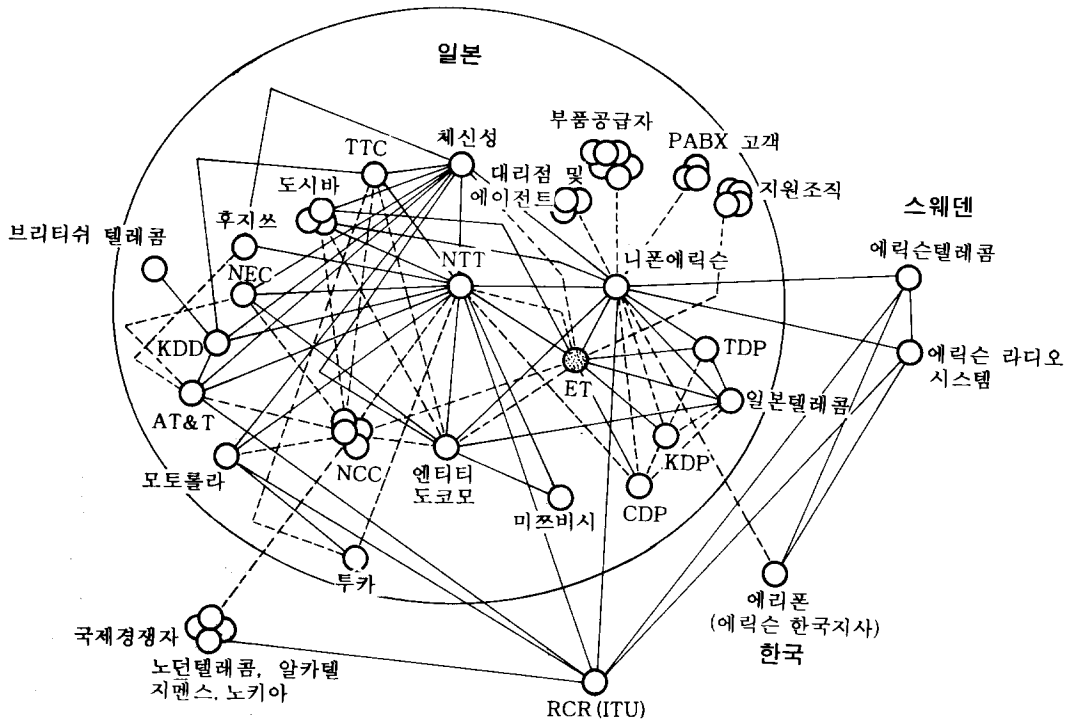 일본
부품공급자
체신성
PABX 고객
TTC
대리점 및
에이전트
도시바
지원조직
후지쓰
스웨덴
브리티쉬 텔레콤
에릭슨텔레콤
NTT
니폰에릭슨
NEC
KDD
TDP
에릭슨 라디오
시스템
ET
AT&T
일본텔레콤
모토롤라
NCC
엔티티
도코모
KDP
미쯔비시
CDP
투카
에리폰
(에릭슨 한국지사)
한국
국제경쟁자
노던텔래콤, 알카텔
지멘스, 노키아
RCR (ITU)